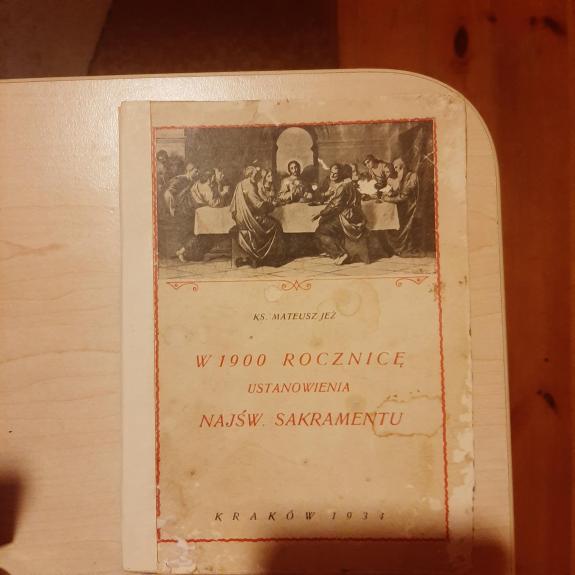 KS. MATEUSZ JEŻ
W 1900 ROCZNICĘ
USTANOWIENIA
NAJŚW. SAKRAMENTU
KRAKÓW 1934